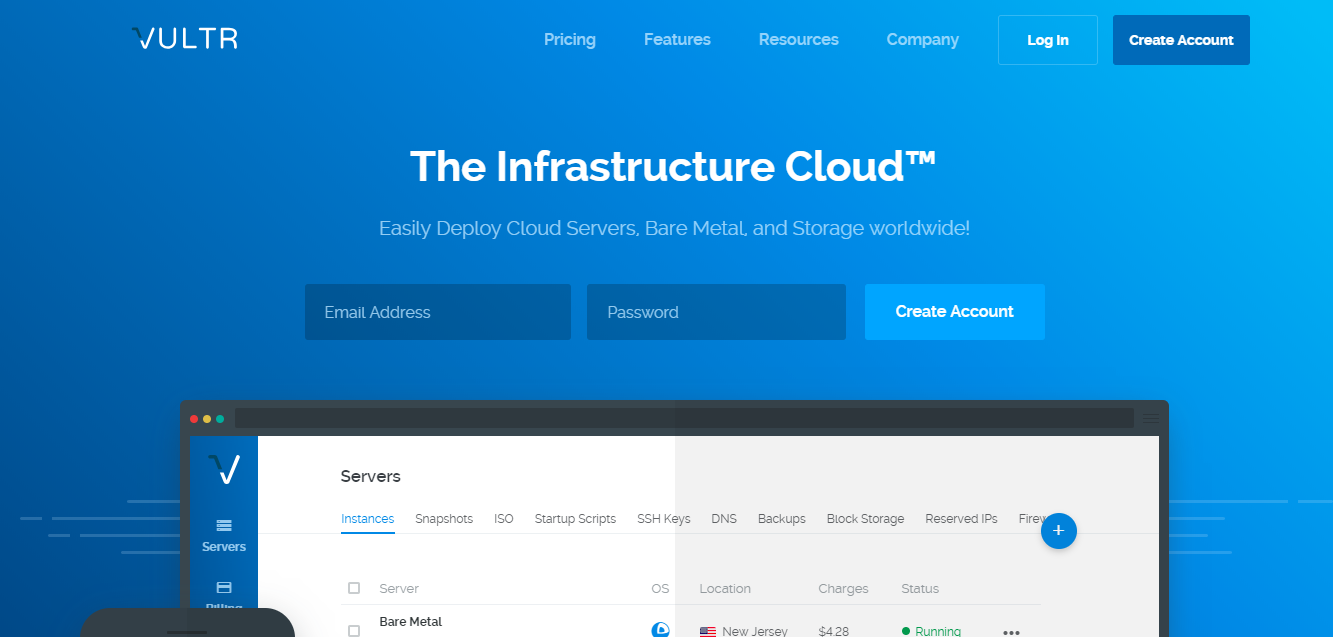 VULTR
Pricing Features Resources Company Log In Create Account
The Infrastructure Cloud™
Easily Deploy Cloud Servers, Bare Metal, and Storage worldwide!
Email Address Password Create Account
Servers
Instances Snapshots ISO Startup Scripts SSH Keys DNS Backups Block Storage Reserved IPs Firew
+
Servers
Server OS Location Charges Status
Billing
Bare Metal
New Jersey $4.28 Running